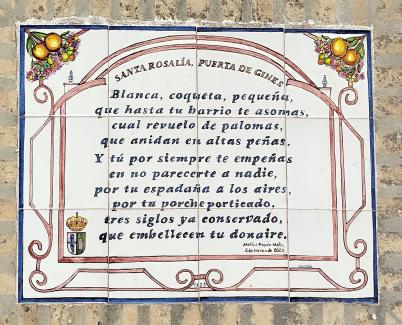 SANTA ROSALÍA, PUERTA DE GINES
Blanca, coqueta, pequeña,
que hasta tu barrio te asomas,
cual revuelo de palomas,
que anidan en altas peñas.
Y tú por siempre te empeñas
en no parecerte a nadie,
por tu espadaña a los aires,
por tu porche porticado,
tres siglos ya conservado,
que embellecen tu donaire.